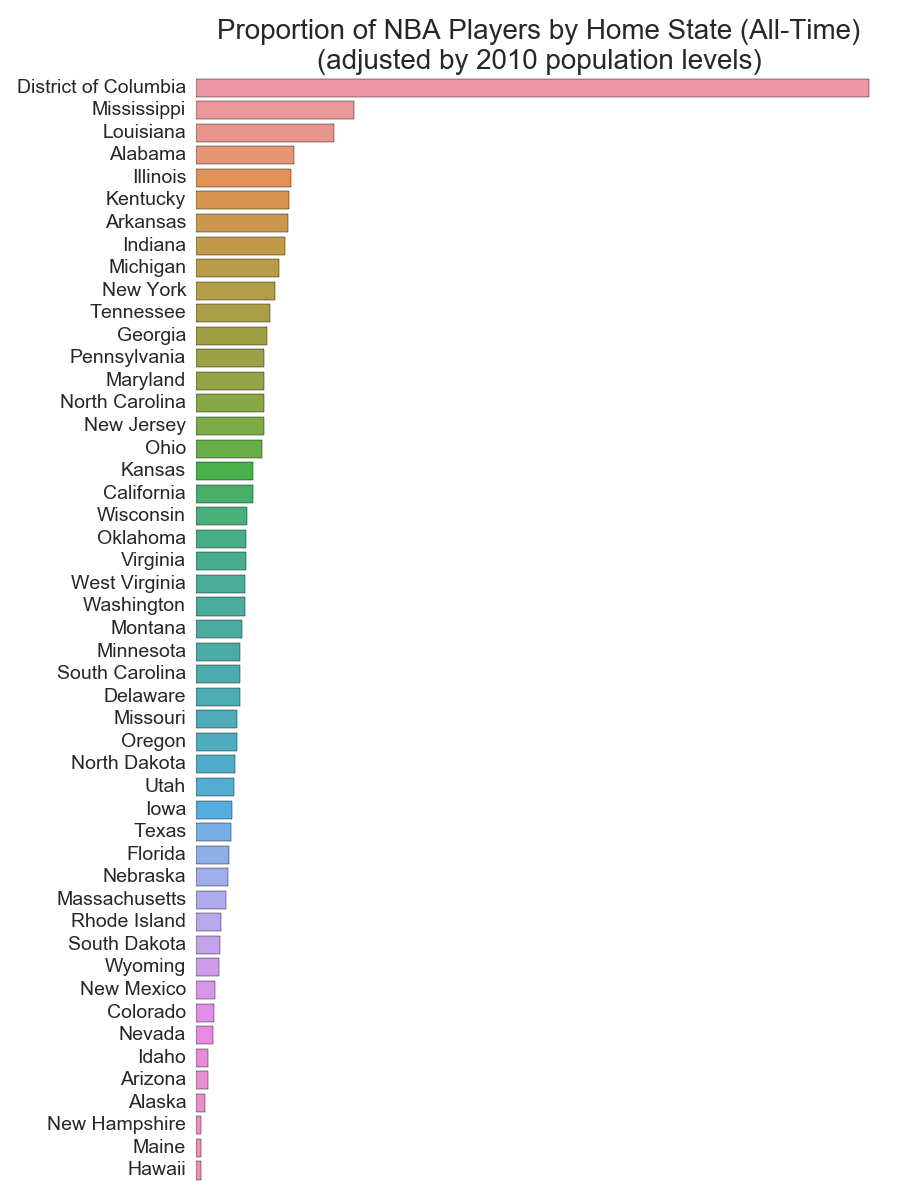 Proportion of NBA Players by Home State (All-Time)
(adjusted by 2010 population levels)
District of Columbia
Mississippi
Louisiana
Alabama
Illinois
Kentucky
Arkansas
Indiana
Michigan
New York
Tennessee
Georgia
Pennsylvania
Maryland
North Carolina
New Jersey
Ohio
Kansas
California
Wisconsin
Oklahoma
Virginia
West Virginia
Washington
Montana
Minnesota
South Carolina
Delaware
Missouri
Oregon
North Dakota
Utah
Iowa
Texas
Florida
Nebraska
Massachusetts
Rhode Island
South Dakota
Wyoming
New Mexico
Colorado
Nevada
Idaho
Arizona
Alaska
New Hampshire
Maine
Hawaii